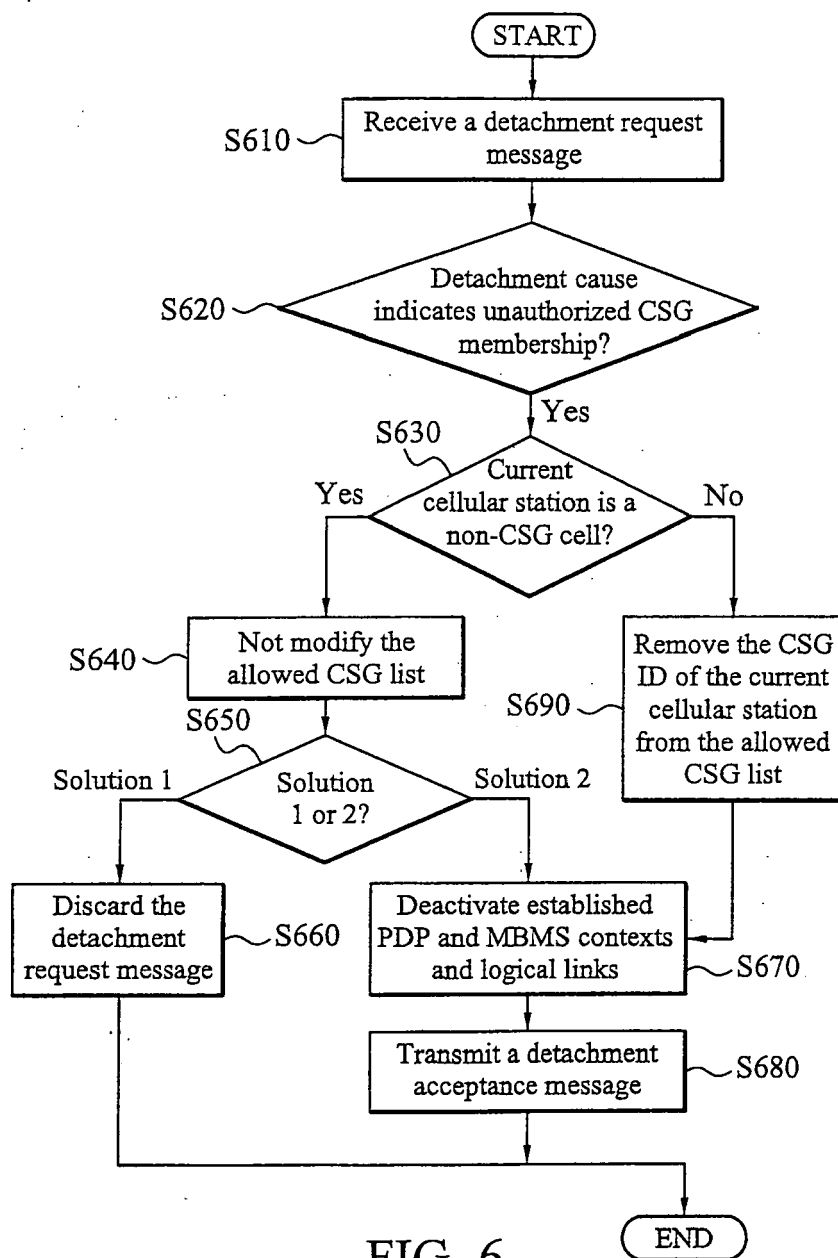 START
S610
Receive a detachment request
message
S620
Detachment cause
indicates unauthorized CSG
membership?
Yes
S630
Current
cellular station is a
non-CSG cell?
Yes
No
S640
Not modify the
allowed CSG list
S690
Remove the CSG
ID of the current
cellular station
from the allowed
CSG list
S650
Solution 1
Solution
1 or 2?
Solution 2
Discard the
detachment
request message
S660
Deactivate established
PDP and MBMS contexts
and logical links
S670
Transmit a detachment
acceptance message
S680
END
FIG. 6